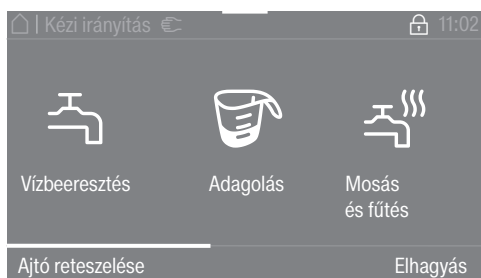 | Kézi irányítás 11:02
Vízbeeresztés Adagolás Mosás
és fűtés
Ajtó reteszelése Elhagyás